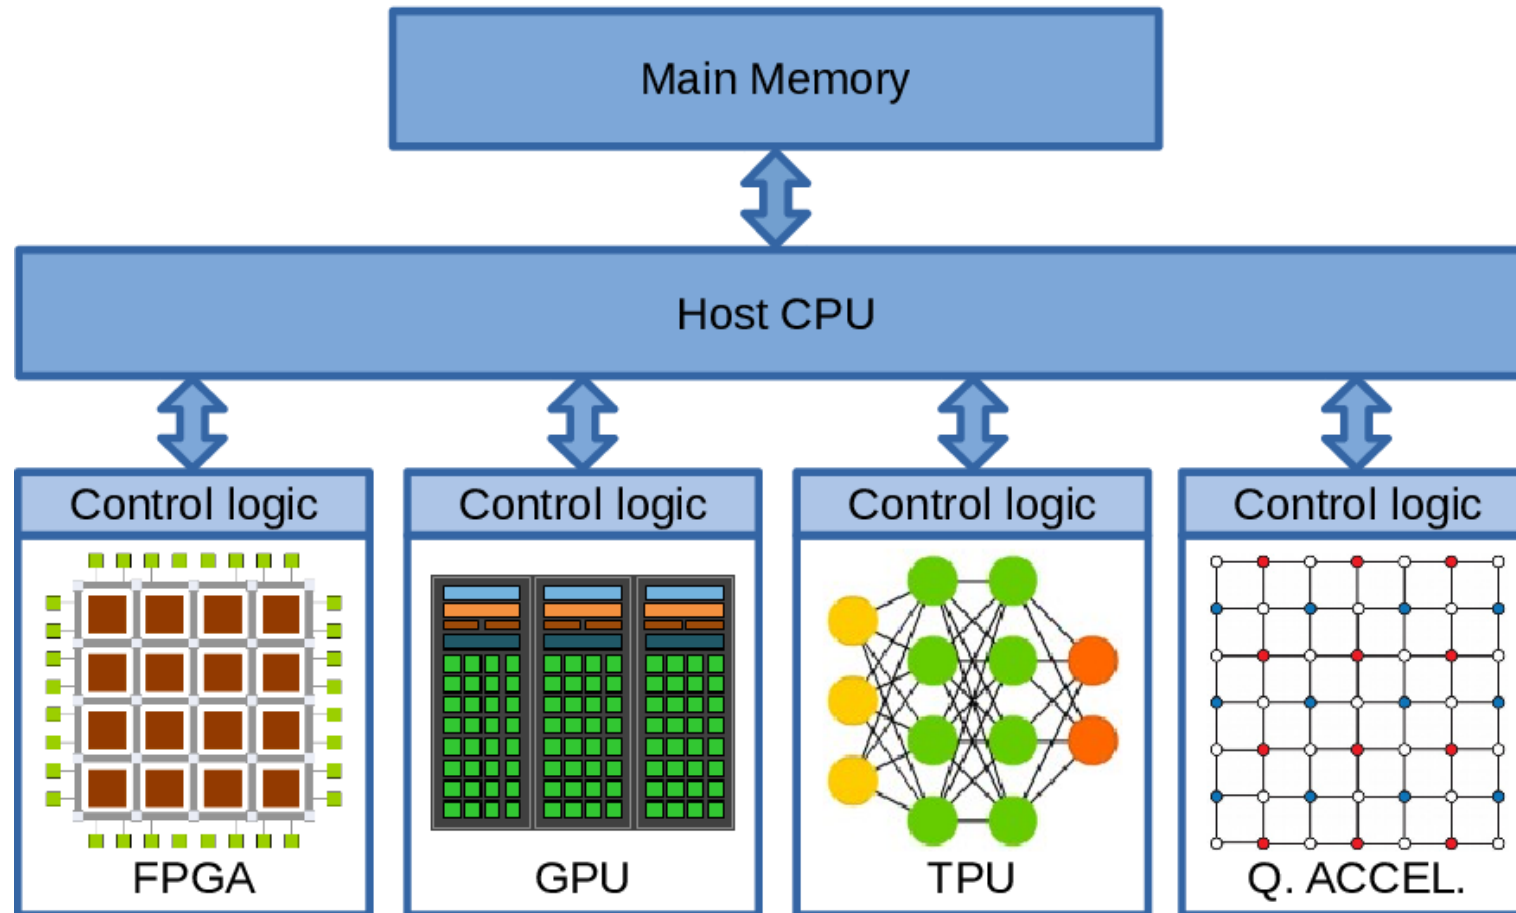 Main Memory
Host CPU
Control logic
Control logic
Control logic
Control logic
FPGA
GPU
TPU
Q. ACCEL.